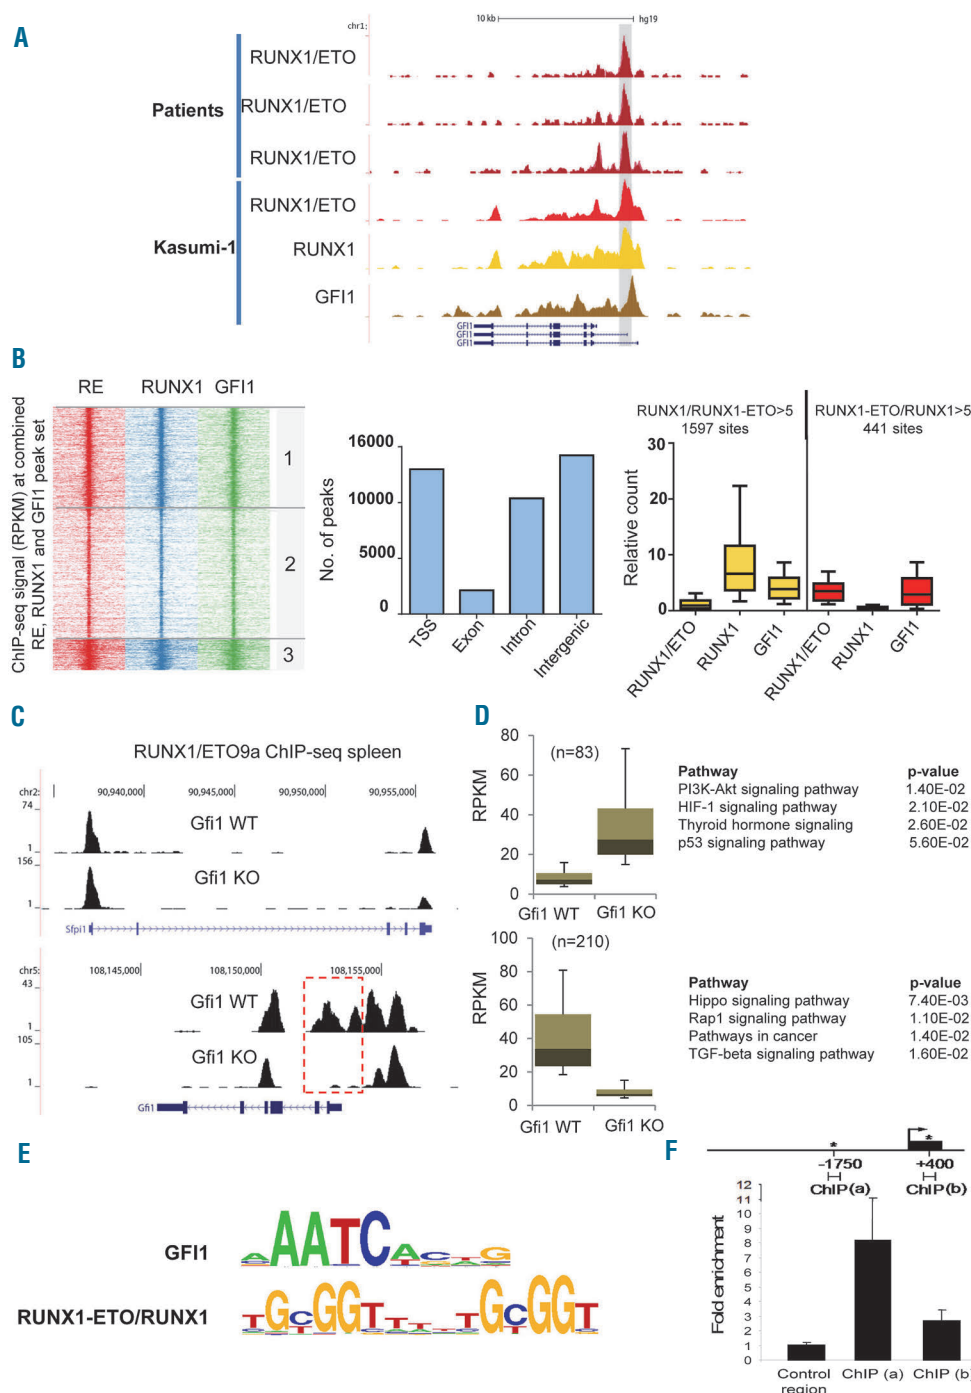 A
10 kb
hg19
chr1:
Patients
RUNX1/ETO
RUNX1/ETO
RUNX1/ETO
Kasumi-1
RUNX1/ETO
RUNX1
GFI1
GFI1
GFI1
GFI1
B
RE RUNX1 GFI1
ChIP-seq signal (RPKM) at combined
RE, RUNX1 and GFI1 peak set
1
2
3
No. of peaks
16000
10000
5000
0
TSS
Exon
Intron
Intergenic
RUNX1/RUNX1-ETO>5
1597 sites
RUNX1-ETO/RUNX1>5
441 sites
Relative count
30
20
10
0
RUNX1/ETO
RUNX1
GFI1
RUNX1/ETO
RUNX1
GFI1
C
RUNX1/ETO9a ChIP-seq spleen
chr2: 90,940,000 90,945,000 90,950,000 90,955,000
74
Gfi1 WT
1
156
Gfi1 KO
1
Sfpi1
chr5: 108,145,000 108,150,000 108,155,000
43
Gfi1 WT
1
105
Gfi1 KO
1
Gfi1
D
RPKM
80
60
40
20
0
(n=83)
Gfi1 WT Gfi1 KO
Pathway p-value
PI3K-Akt signaling pathway 1.40E-02
HIF-1 signaling pathway 2.10E-02
Thyroid hormone signaling 2.60E-02
p53 signaling pathway 5.60E-02
RPKM
100
80
60
40
20
0
(n=210)
Gfi1 WT Gfi1 KO
Pathway p-value
Hippo signaling pathway 7.40E-03
Rap1 signaling pathway 1.10E-02
Pathways in cancer 1.40E-02
TGF-beta signaling pathway 1.60E-02
E
GFI1
AATC
RUNX1-ETO/RUNX1
TGCGGTTTTTGCGGT
F
* *
-1750 +400
ChIP(a) ChIP(b)
Fold enrichment
12
11
10
9
8
7
6
5
4
3
2
1
0
Control
region
ChIP (a)
ChIP (b)